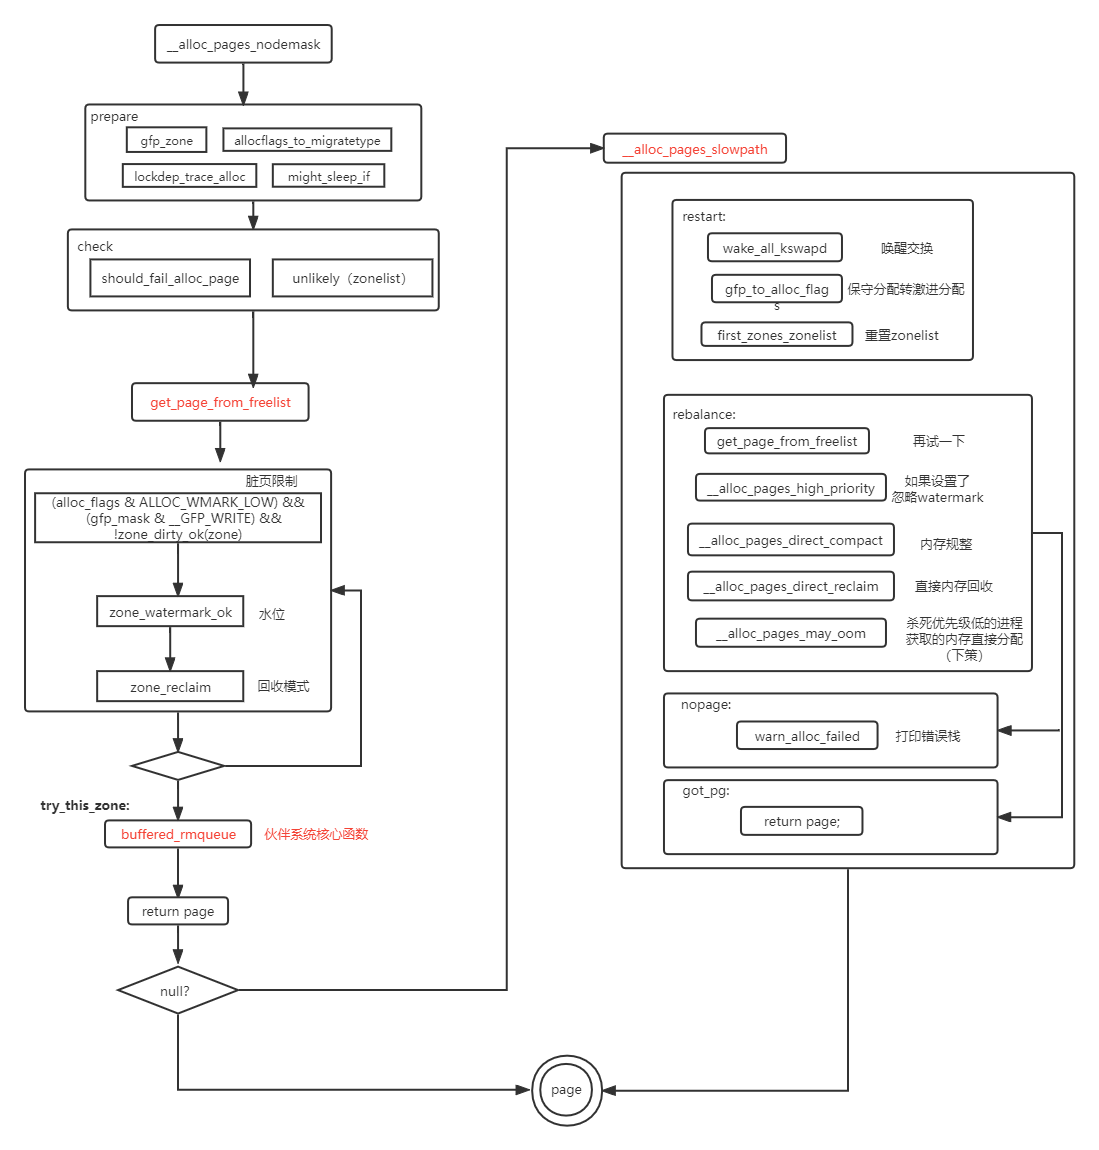 __alloc_pages_nodemask
prepare
gfp_zone
allocflags_to_migratetype
lockdep_trace_alloc
might_sleep_if
check
should_fail_alloc_page
unlikely（zonelist）
get_page_from_freelist
脏页限制
(alloc_flags & ALLOC_WMARK_LOW) &&
(gfp_mask & __GFP_WRITE) &&
!zone_dirty_ok(zone)
zone_watermark_ok
水位
zone_reclaim
回收模式
try_this_zone:
buffered_rmqueue
伙伴系统核心函数
return page
null?
page
__alloc_pages_slowpath
restart:
wake_all_kswapd
唤醒交换
gfp_to_alloc_flag
s
保守分配转激进分配
first_zones_zonelist
重置zonelist
rebalance:
get_page_from_freelist
再试一下
__alloc_pages_high_priority
如果设置了
忽略watermark
__alloc_pages_direct_compact
内存规整
__alloc_pages_direct_reclaim
直接内存回收
__alloc_pages_may_oom
杀死优先级低的进程
获取的内存直接分配
（下策）
nopage:
warn_alloc_failed
打印错误栈
got_pg:
return page;